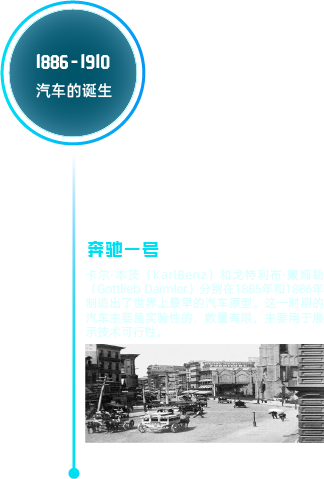 1886-1910
汽车的诞生
奔驰一号
卡尔·本茨（KarlBenz）和戈特利布·戴姆勒
（Gottlieb Daimler）分别在1885年和1886年
制造出了世界上最早的汽车原型。这一时期的
汽车主要是实验性的，数量有限，主要用于展
示技术可行性。